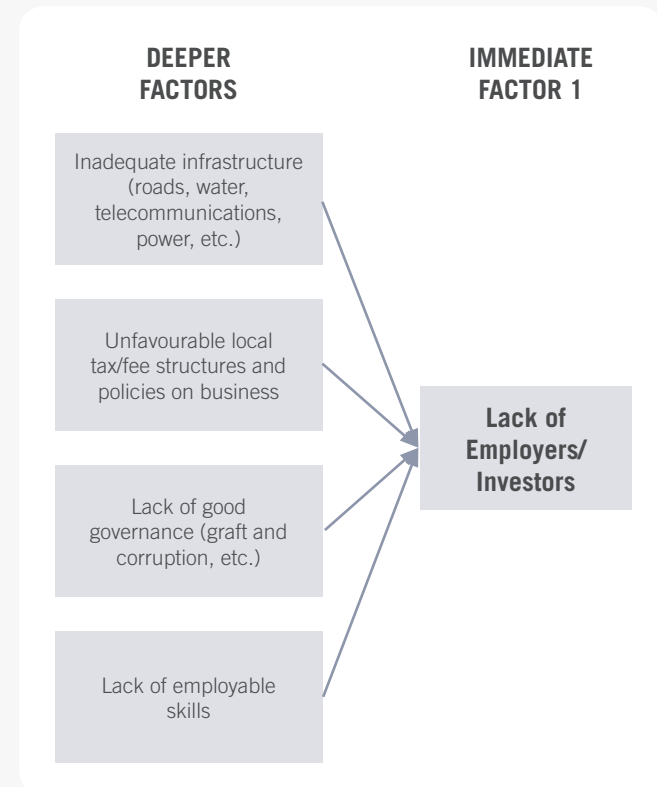 DEEPER
FACTORS
IMMEDIATE
FACTOR 1
Inadequate infrastructure
(roads, water,
telecommunications,
power, etc.)
Unfavourable local
tax/fee structures and
policies on business
Lack of good
governance (graft and
corruption, etc.)
Lack of employable
skills
Lack of
Employers/
Investors